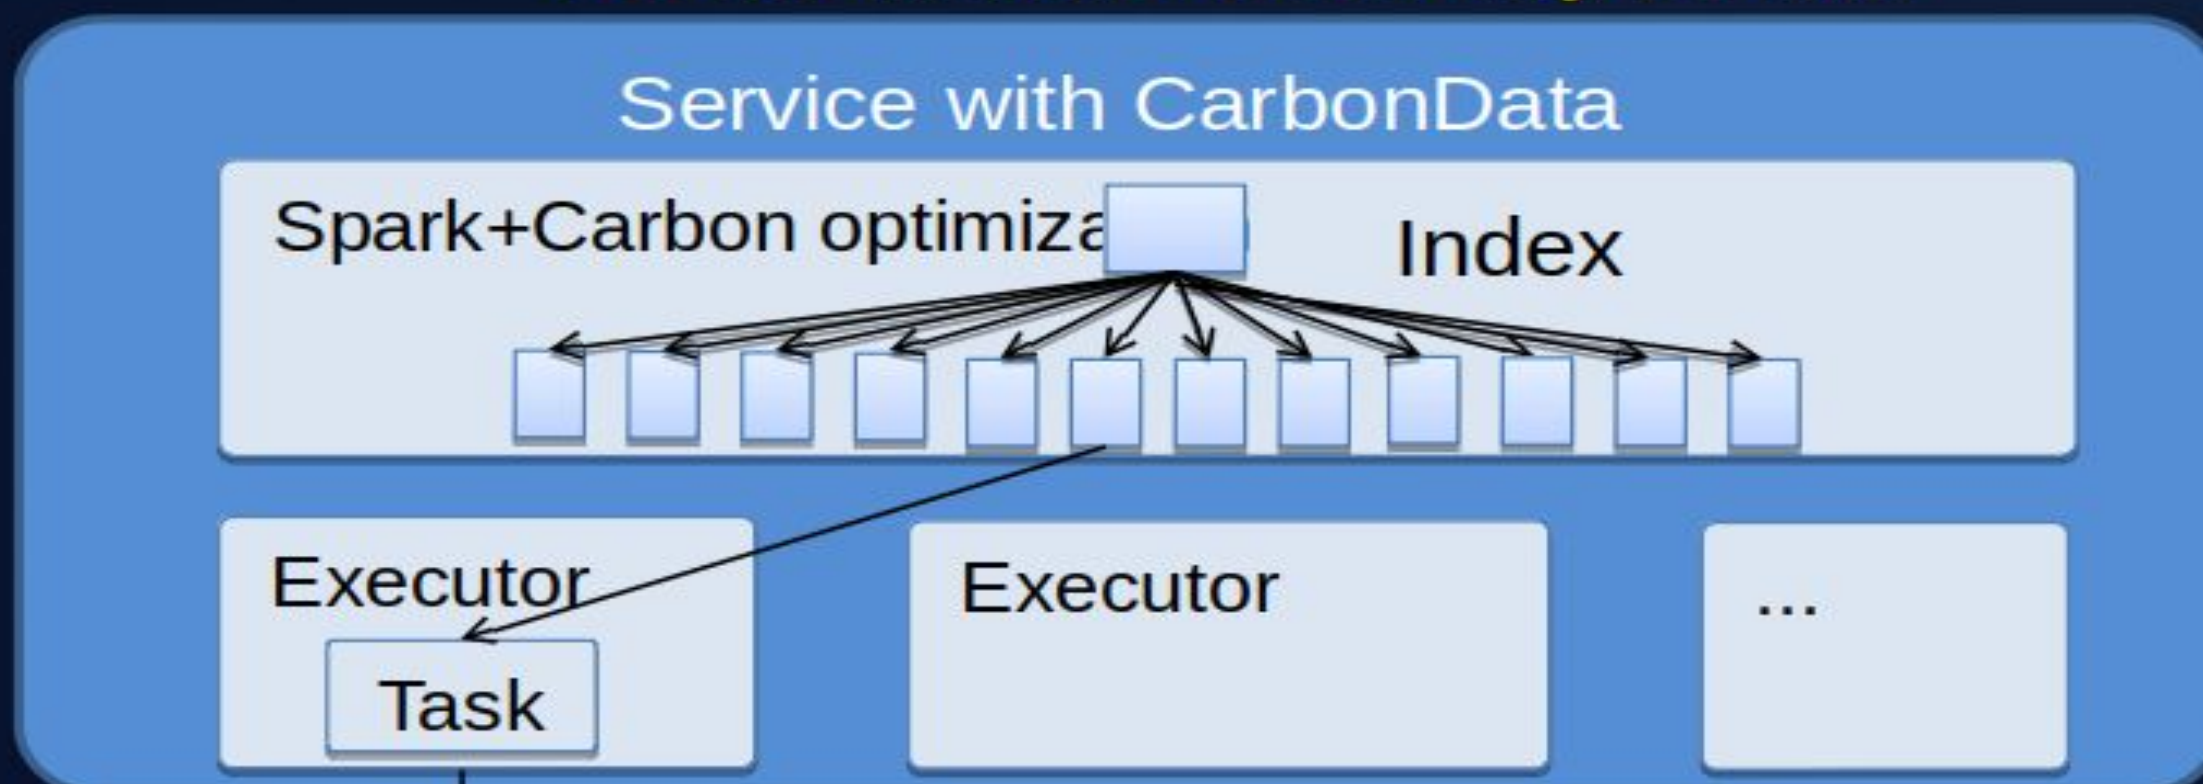 Service with CarbonData
Spark+Carbon optimiza
Index
Executor
Executor
...
Task